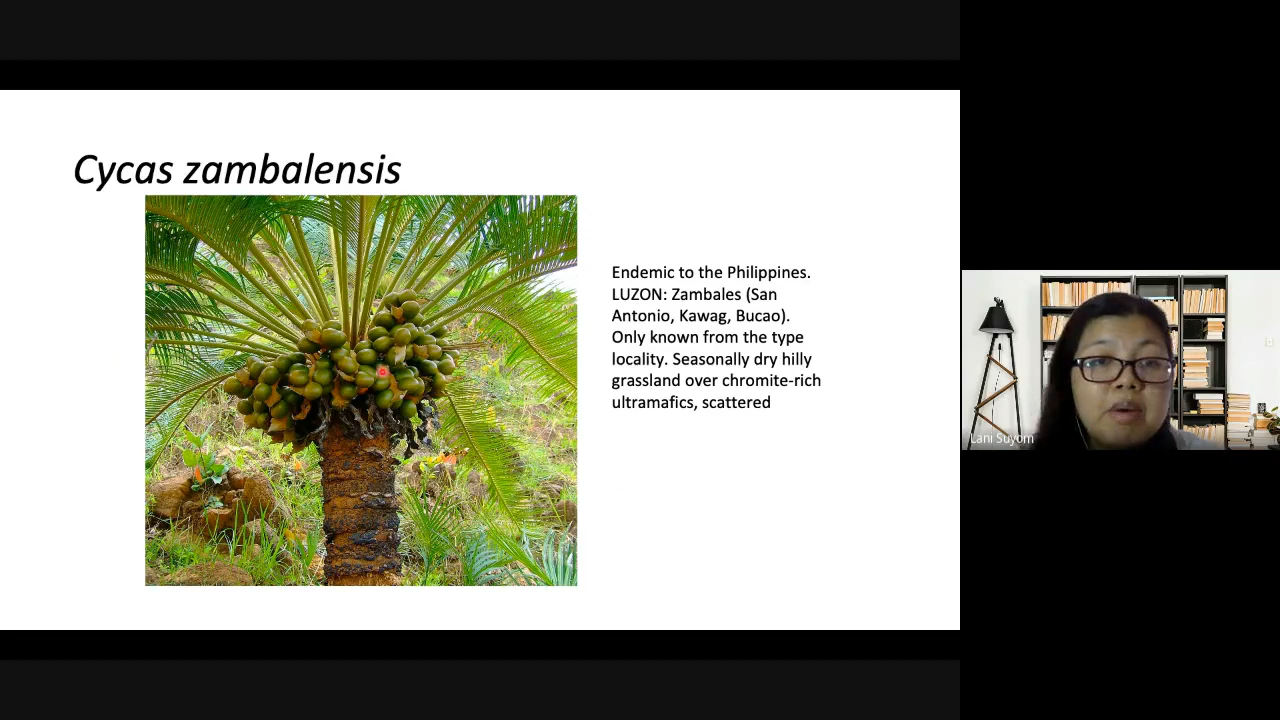 Cycas zambalensis
Endemic to the Philippines.
LUZON: Zambales (San
Antonio, Kawag, Bucao).
Only known from the type
locality. Seasonally dry hilly
grassland over chromite-rich
ultramafics, scattered
Lani Suyom